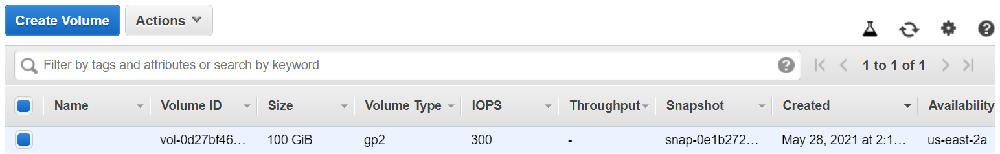 Create Volume Actions
Filter by tags and attributes or search by keyword ? 1 to 1 of 1
Name Volume ID Size Volume Type IOPS Throughput Snapshot Created Availability
vol-0d27bf46... 100 GiB gp2 300 - snap-0e1b272... May 28, 2021 at 2:1... us-east-2a